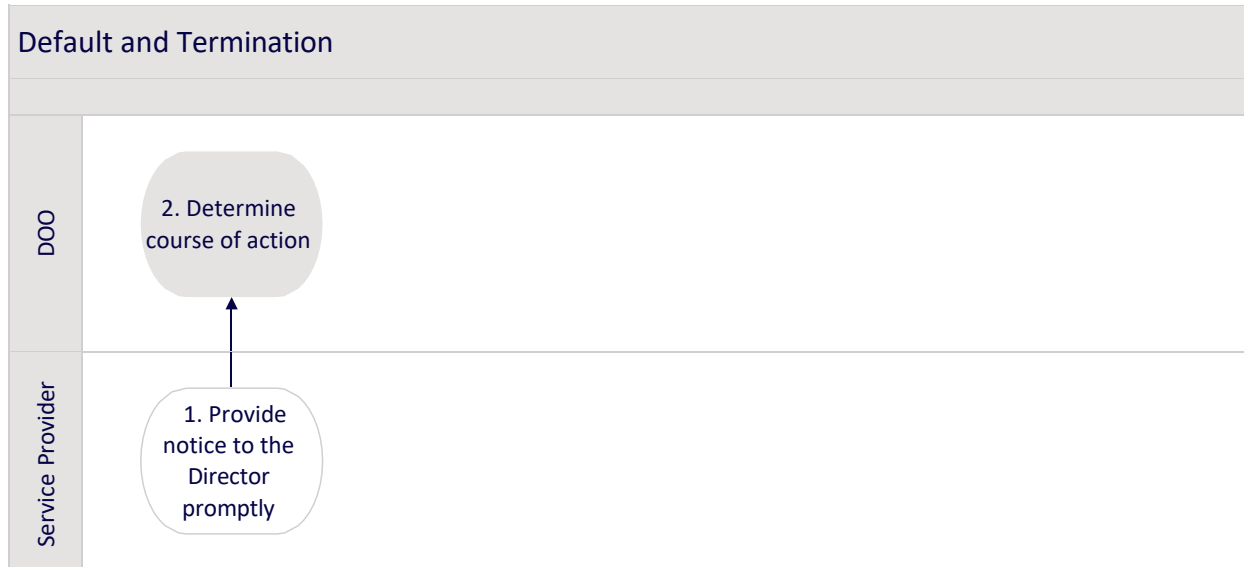 Default and Termination
DOO
2. Determine
course of action
Service Provider
1. Provide
notice to the
Director
promptly